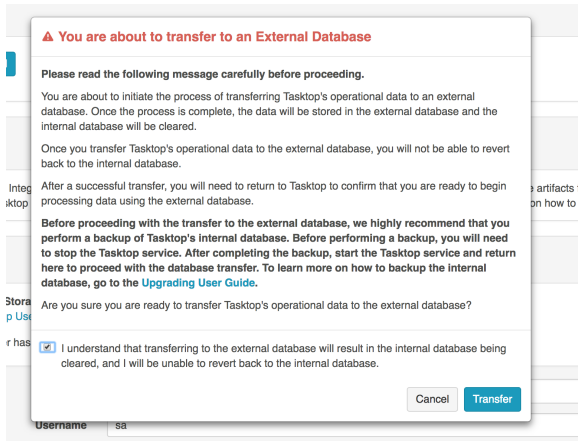 You are about to transfer to an External Database
Please read the following message carefully before proceeding.
You are about to initiate the process of transferring Tasktop's operational data to an external
database. Once the process is complete, the data will be stored in the external database and the
internal database will be cleared.
Once you transfer Tasktop's operational data to the external database, you will not be able to revert
back to the internal database.
After a successful transfer, you will need to return to Tasktop to confirm that you are ready to begin
processing data using the external database.
Before proceeding with the transfer to the external database, we highly recommend that you
perform a backup of Tasktop's internal database. Before performing a backup, you will need
to stop the Tasktop service. After completing the backup, start the Tasktop service and return
here to proceed with the database transfer. To learn more on how to backup the internal
database, go to the Upgrading User Guide.
Are you sure you are ready to transfer Tasktop's operational data to the external database?
I understand that transferring to the external database will result in the internal database being
cleared, and I will be unable to revert back to the internal database.
Cancel Transfer
Integ
artifacts
on how to
Stora
r has
Username sa